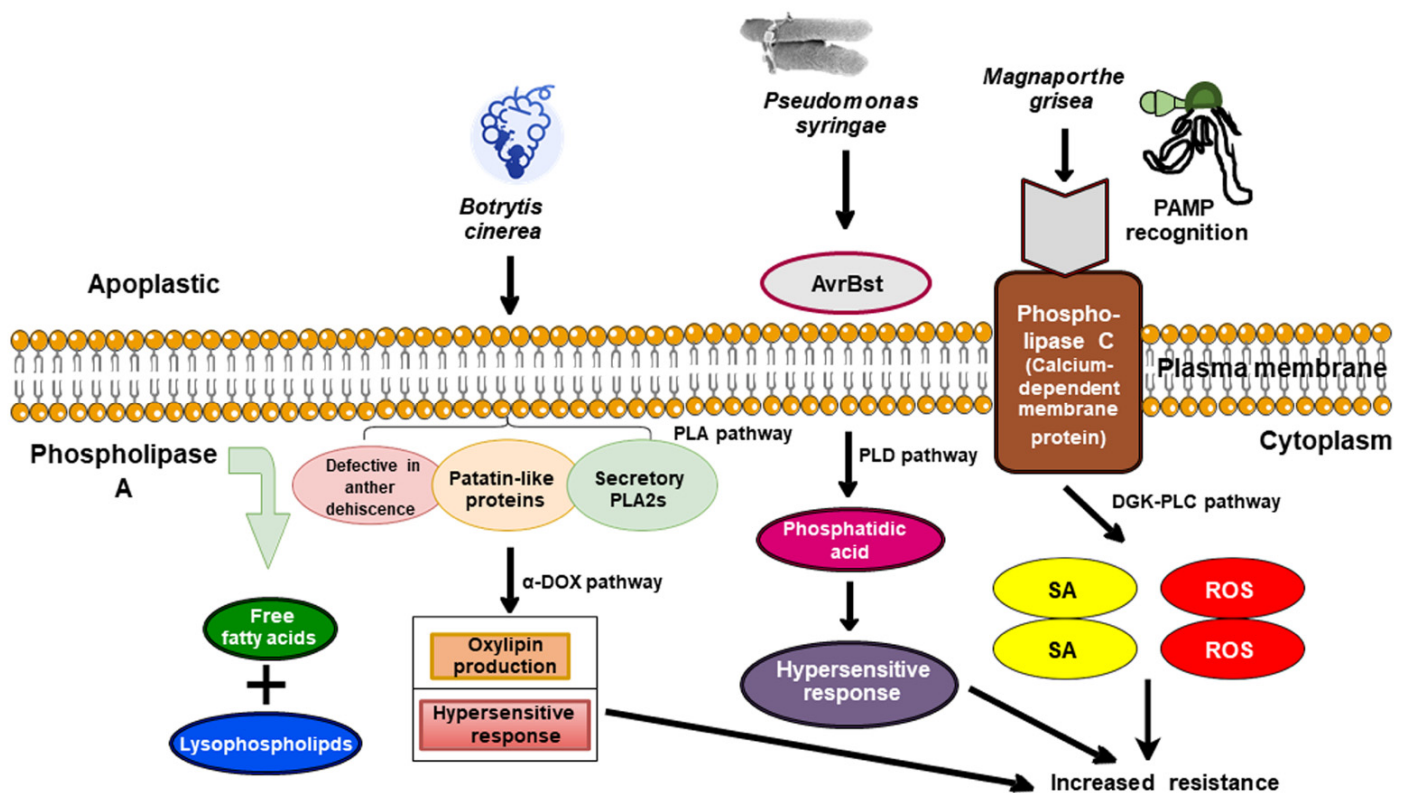 Pseudomonas
syringae
Magnaporthe
grisea
Botrytis
cinerea
PAMP
recognition
Apoplastic
AvrBst
Phospho-
lipase C
(Calcium-
dependent
membrane
protein)
Plasma membrane
Cytoplasm
Phospholipase
A
PLA pathway
Defective in
anther
dehiscence
Patatin-like
proteins
Secretory
PLA2s
PLD pathway
DGK-PLC pathway
Phosphatidic
acid
α-DOX pathway
SA
ROS
SA
ROS
Free
fatty acids
Lysophospholipds
Oxylipin
production
Hypersensitive
response
Hypersensitive
response
Increased resistance